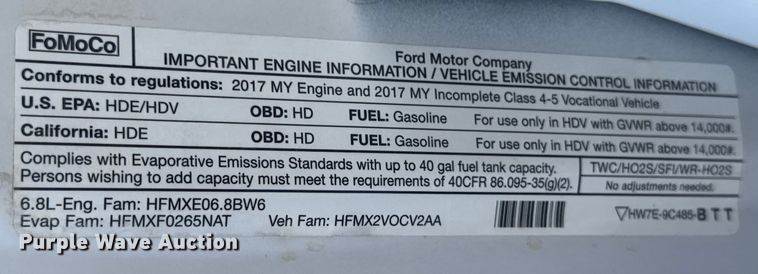 FoMoCo
Ford Motor Company
IMPORTANT ENGINE INFORMATION / VEHICLE EMISSION CONTROL INFORMATION
Conforms to regulations: 2017 MY Engine and 2017 MY Incomplete Class 4-5 Vocational Vehicle
U.S. EPA: HDE/HDV OBD: HD FUEL: Gasoline For use only in HDV with GVWR above 14,000#.
California: HDE OBD: HD FUEL: Gasoline For use only in HDV with GVWR above 14,000#.
Complies with Evaporative Emissions Standards with up to 40 gal fuel tank capacity.
Persons wishing to add capacity must meet the requirements of 40CFR 86.095-35(g)(2).
TWC/HO2S/SFI/WR-HO2S
No adjustments needed.
6.8L-Eng. Fam: HFMXE06.8BW6
Evap Fam: HFMXF0265NAT Veh Fam: HFMX2VOCV2AA
HW7E-9C485-BTT
Purple Wave Auction